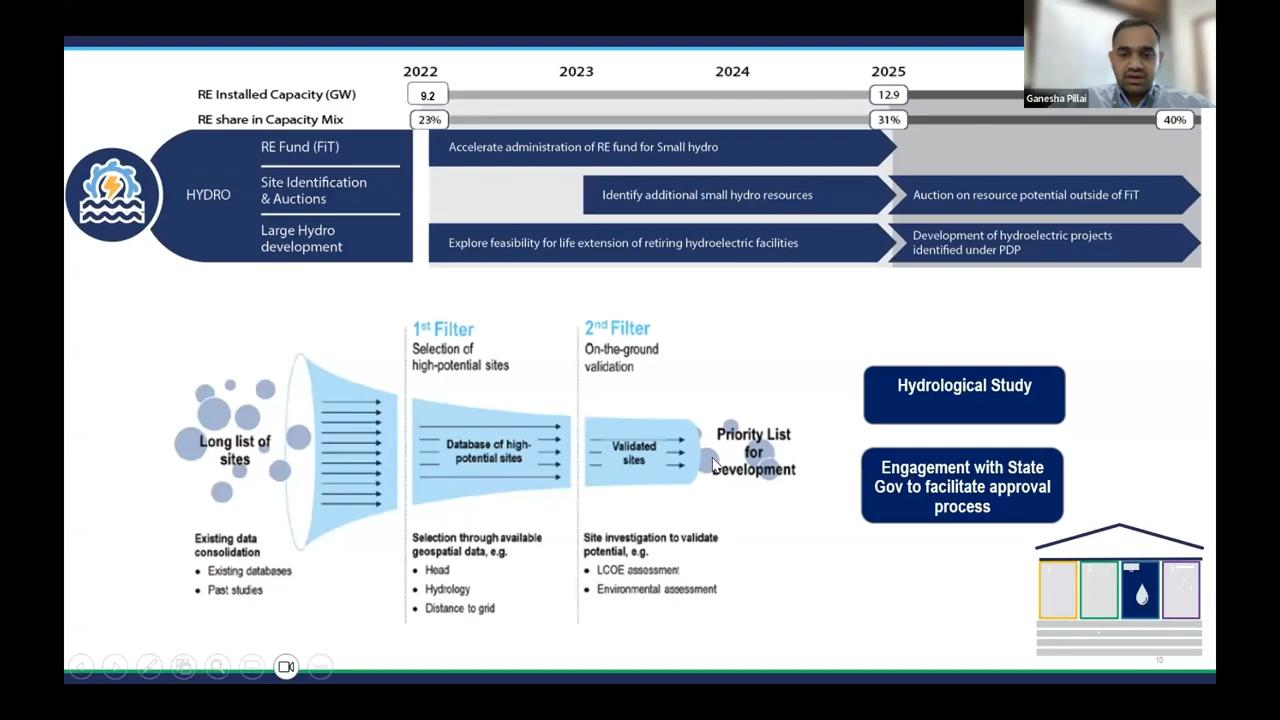 2022 2023 2024 2025
RE Installed Capacity (GW) 9.2 12.9
Ganesha Pillai
RE share in Capacity Mix 23% 31% 40%
HYDRO
RE Fund (FiT)
Accelerate administration of RE fund for Small hydro
Site Identification
& Auctions
Identify additional small hydro resources
Auction on resource potential outside of FiT
Large Hydro
development
Explore feasibility for life extension of retiring hydroelectric facilities
Development of hydroelectric projects
identified under PDP
1st Filter
Selection of
high-potential sites
2nd Filter
On-the-ground
validation
Long list of
sites
Database of high-
potential sites
Validated
sites
Priority List
for
Development
Hydrological Study
Engagement with State
Gov to facilitate approval
process
Existing data
consolidation
• Existing databases
• Past studies
Selection through available
geospatial data, e.g.
• Head
• Hydrology
• Distance to grid
Site investigation to validate
potential, e.g.
• LCOE assessment
• Environmental assessment
10